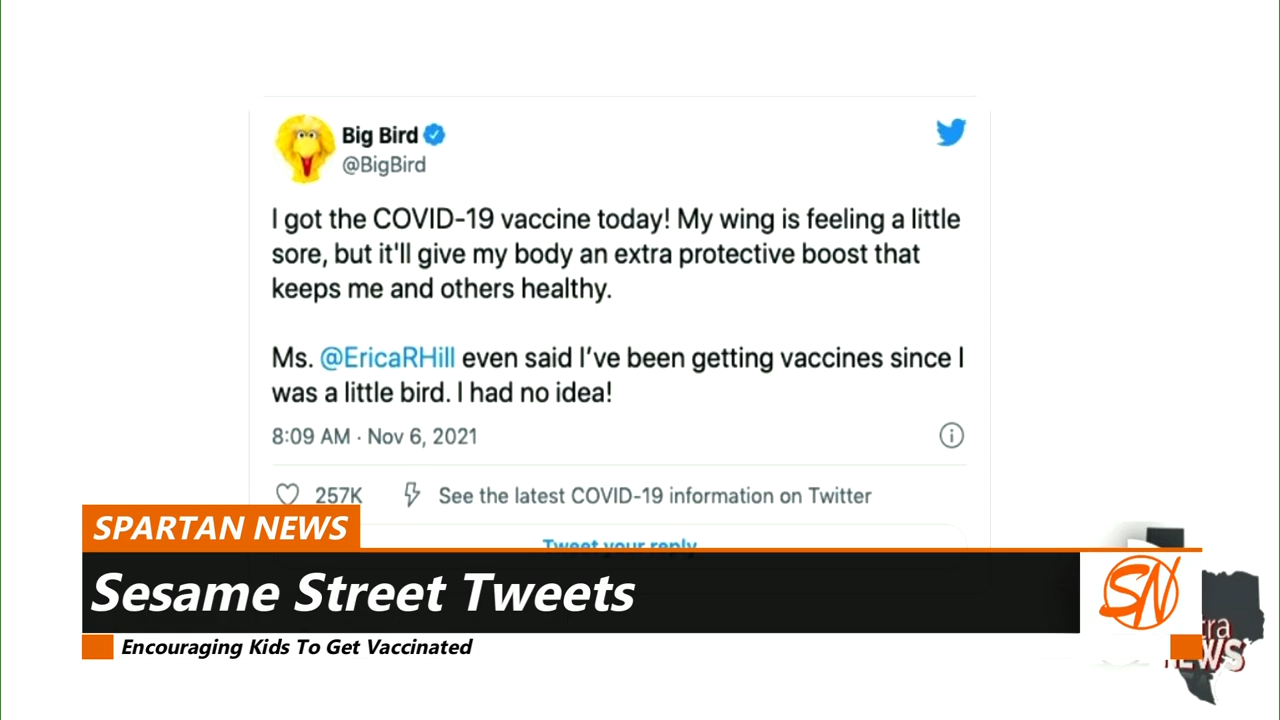 Big Bird
@BigBird
I got the COVID-19 vaccine today! My wing is feeling a little
sore, but it'll give my body an extra protective boost that
keeps me and others healthy.
Ms. @EricaRHill even said I've been getting vaccines since I
was a little bird. I had no idea!
8:09 AM · Nov 6, 2021
257K See the latest COVID-19 information on Twitter
Tweet your reply
SPARTAN NEWS
Sesame Street Tweets
Encouraging Kids To Get Vaccinated
SN